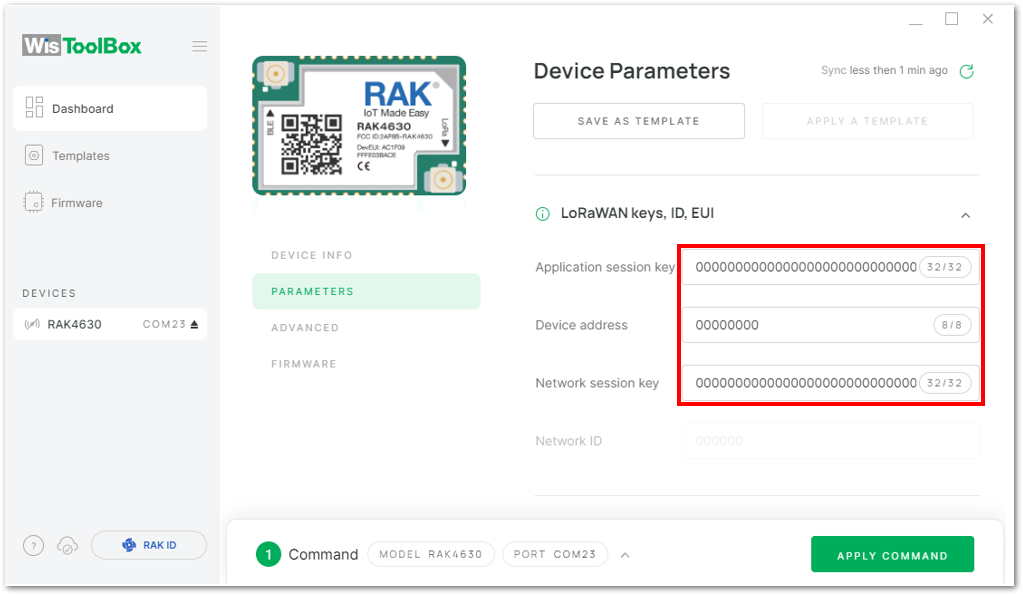 WisToolBox
Dashboard
Templates
Firmware
DEVICES
RAK4630 COM23
? RAK ID
RAK®
IoT Made Easy
RAK4630
FCC ID:2AF6B-RAK4630
DevEUI: AC1F09
FFFE03BACE
BLE
LoRa
CE
DEVICE INFO
PARAMETERS
ADVANCED
FIRMWARE
Device Parameters
Sync less then 1 min ago
SAVE AS TEMPLATE APPLY A TEMPLATE
LoRaWAN keys, ID, EUI
Application session key 0000000000000000000000000000 32/32
Device address 00000000 8/8
Network session key 0000000000000000000000000000 32/32
Network ID 000000
1 Command MODEL RAK4630 PORT COM23 APPLY COMMAND